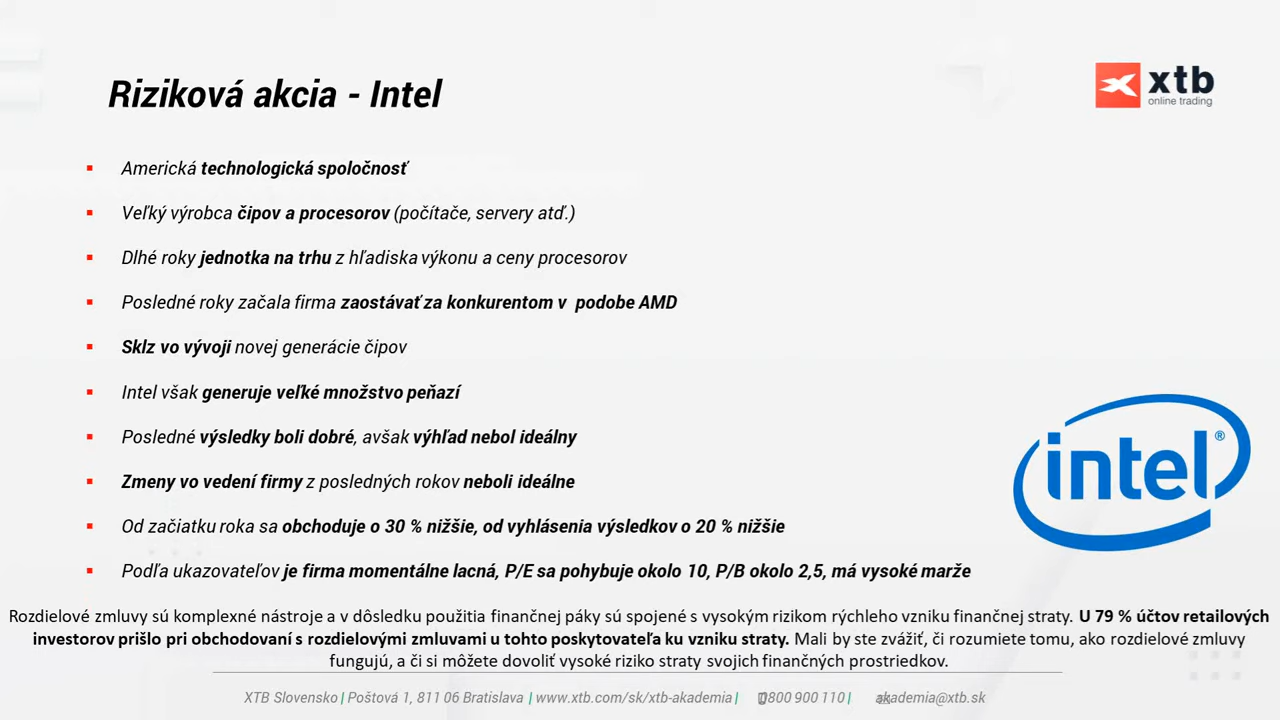 Riziková akcia - Intel
xtb
online trading
Americká technologická spoločnosť
Veľký výrobca čipov a procesorov (počítače, servery atď.)
Dlhé roky jednotka na trhu z hľadiska výkonu a ceny procesorov
Posledné roky začala firma zaostávať za konkurentom v podobe AMD
Sklz vo vývoji novej generácie čipov
Intel však generuje veľké množstvo peňazí
Posledné výsledky boli dobré, avšak výhľad nebol ideálny
Zmeny vo vedení firmy z posledných rokov neboli ideálne
Od začiatku roka sa obchoduje o 30 % nižšie, od vyhlásenia výsledkov o 20 % nižšie
Podľa ukazovateľov je firma momentálne lacná, P/E sa pohybuje okolo 10, P/B okolo 2,5, má vysoké marže
intel®
Rozdielové zmluvy sú komplexné nástroje a v dôsledku použitia finančnej páky sú spojené s vysokým rizikom rýchleho vzniku finančnej straty. U 79 % účtov retailových
investorov prišlo pri obchodovaní s rozdielovými zmluvami u tohto poskytovateľa ku vzniku straty. Mali by ste zvážiť, či rozumiete tomu, ako rozdielové zmluvy
fungujú, a či si môžete dovoliť vysoké riziko straty svojich finančných prostriedkov.
XTB Slovensko | Poštová 1, 811 06 Bratislava | www.xtb.com/sk/xtb-akademia | 0800 900 110 | akademia@xtb.sk